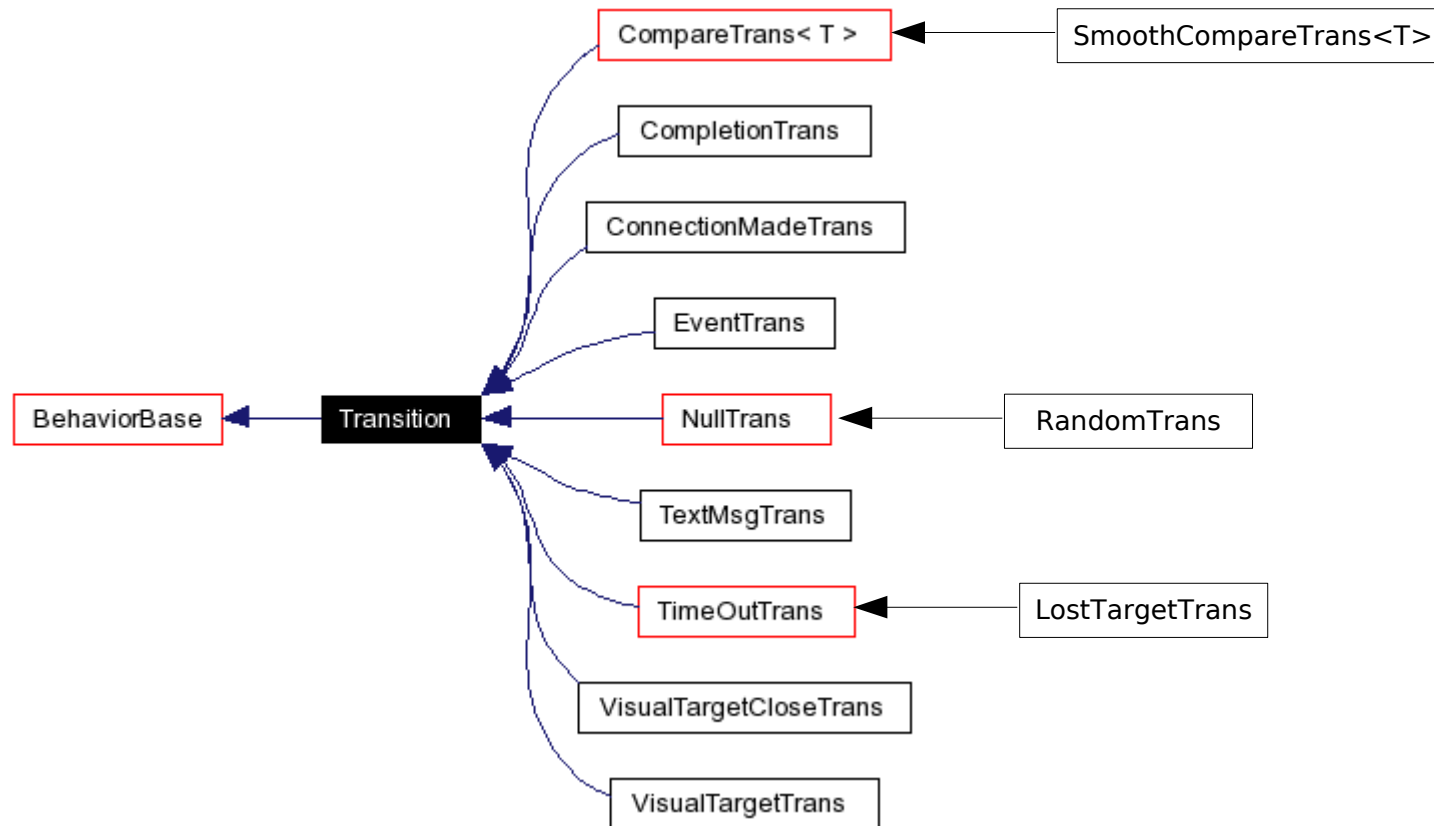 CompareTrans< T >
SmoothCompareTrans<T>
CompletionTrans
ConnectionMadeTrans
EventTrans
BehaviorBase
Transition
NullTrans
RandomTrans
TextMsgTrans
TimeOutTrans
LostTargetTrans
VisualTargetCloseTrans
VisualTargetTrans